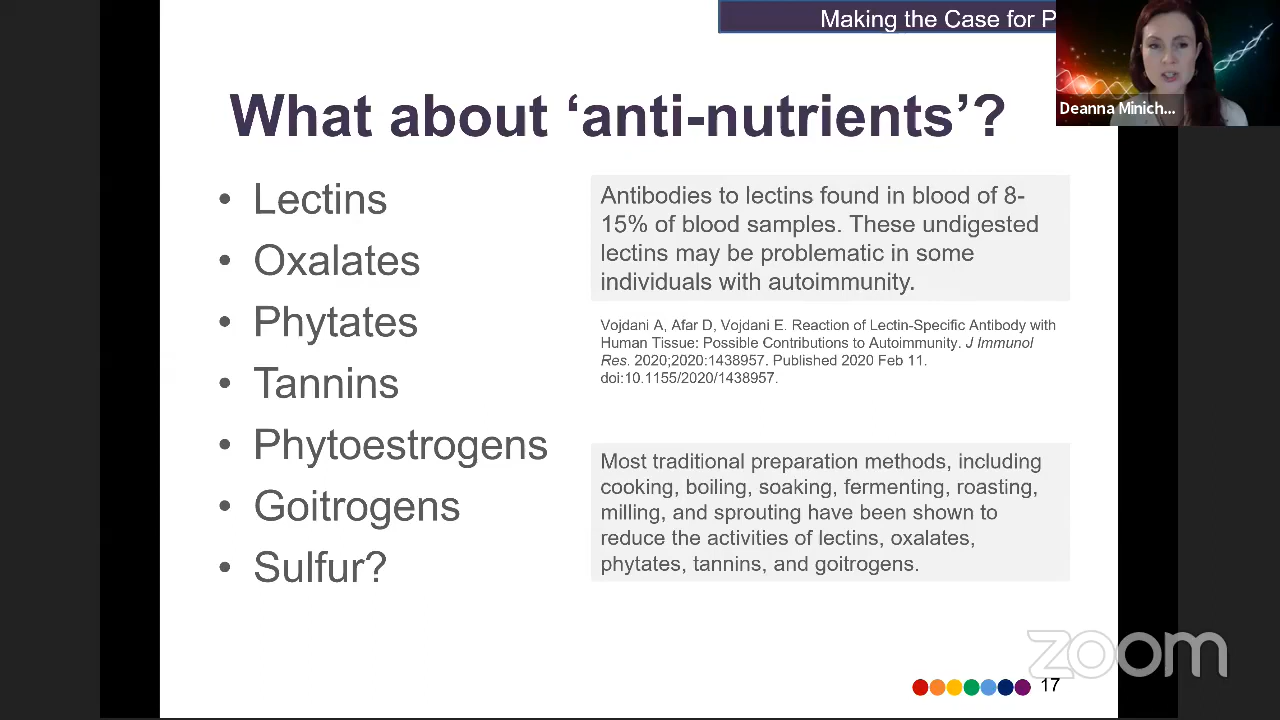 Making the Case for P
Deanna Minich...
What about ‘anti-nutrients’?
• Lectins
• Oxalates
• Phytates
• Tannins
• Phytoestrogens
• Goitrogens
• Sulfur?
Antibodies to lectins found in blood of 8-
15% of blood samples. These undigested
lectins may be problematic in some
individuals with autoimmunity.
Vojdani A, Afar D, Vojdani E. Reaction of Lectin-Specific Antibody with
Human Tissue: Possible Contributions to Autoimmunity. J Immunol
Res. 2020;2020:1438957. Published 2020 Feb 11.
doi:10.1155/2020/1438957.
Most traditional preparation methods, including
cooking, boiling, soaking, fermenting, roasting,
milling, and sprouting have been shown to
reduce the activities of lectins, oxalates,
phytates, tannins, and goitrogens.
zoom
17